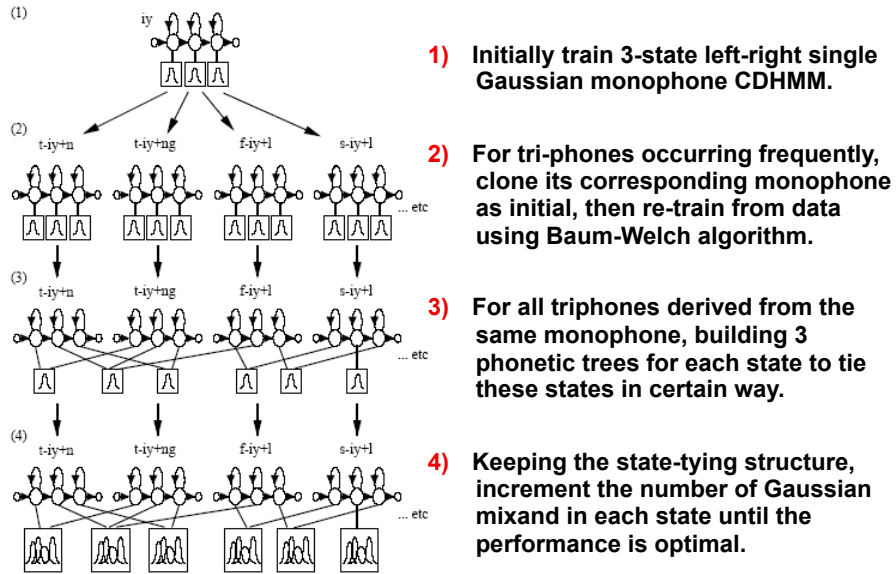 (1)
iy
1) Initially train 3-state left-right single
Gaussian monophone CDHMM.
(2)
t-iy+n t-iy+ng f-iy+l s-iy+l
... etc
2) For tri-phones occurring frequently,
clone its corresponding monophone
as initial, then re-train from data
using Baum-Welch algorithm.
(3)
t-iy+n t-iy+ng f-iy+l s-iy+l
... etc
3) For all triphones derived from the
same monophone, building 3
phonetic trees for each state to tie
these states in certain way.
(4)
t-iy+n t-iy+ng f-iy+l s-iy+l
... etc
4) Keeping the state-tying structure,
increment the number of Gaussian
mixand in each state until the
performance is optimal.